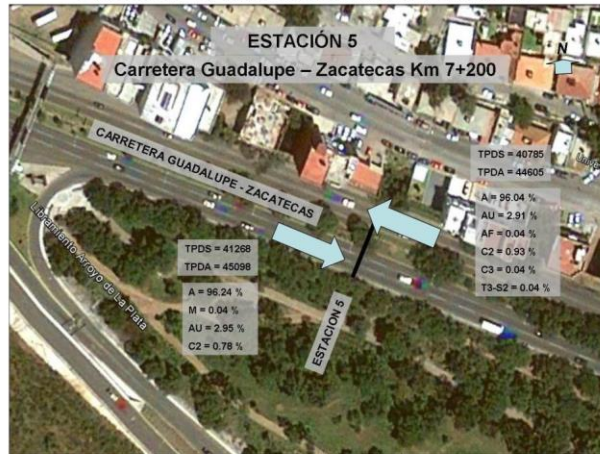 ESTACIÓN 5
Carretera Guadalupe – Zacatecas Km 7+200
N
CARRETERA GUADALUPE - ZACATECAS
TPDS = 40785
TPDA = 44605
A = 96.04 %
AU = 2.91 %
AF = 0.04 %
C2 = 0.93 %
C3 = 0.04 %
T3-S2 = 0.04 %
TPDS = 41268
TPDA = 45098
A = 96.24 %
M = 0.04 %
AU = 2.95 %
C2 = 0.78 %
ESTACION 5
Libramiento Arroyo de La Plata